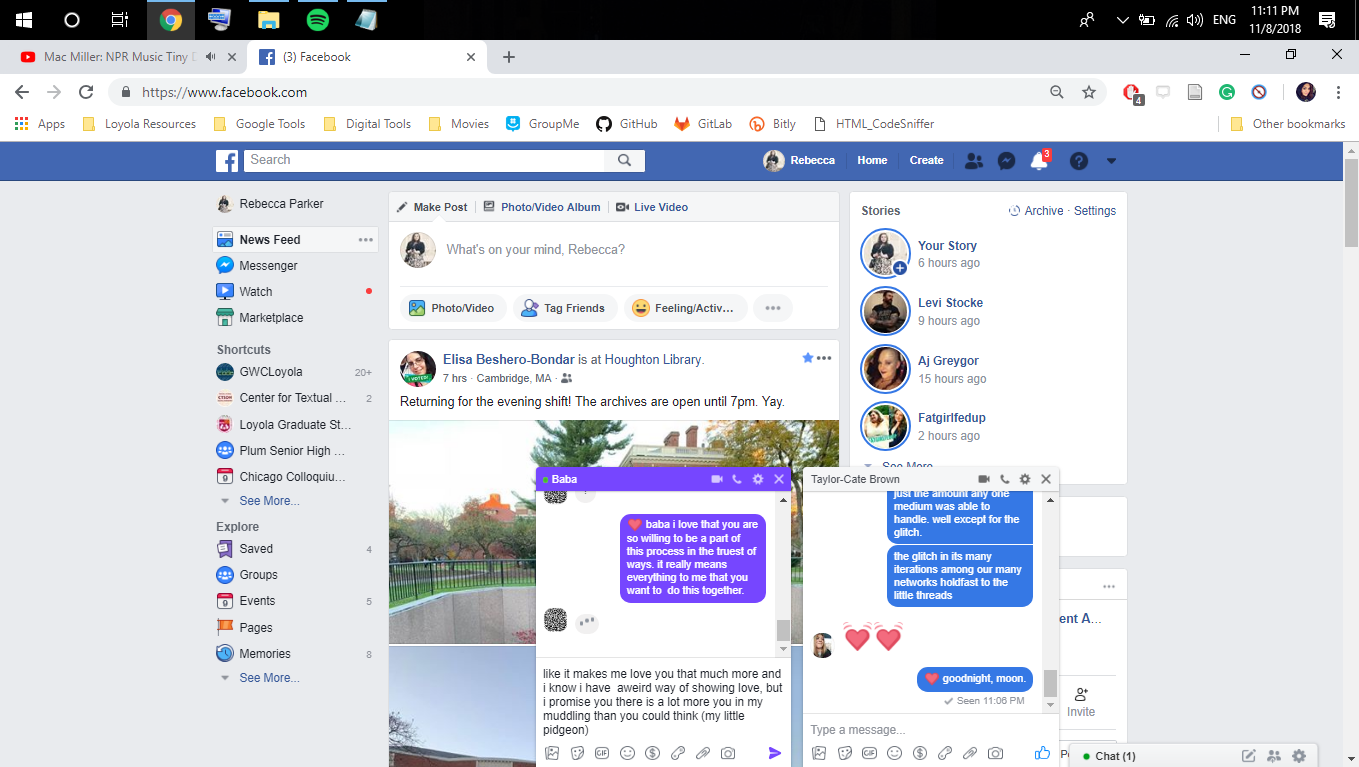 ENG
11:11 PM
11/8/2018
Mac Miller: NPR Music Tiny D
(3) Facebook
https://www.facebook.com
4
Apps
Loyola Resources
Google Tools
Digital Tools
Movies
GroupMe
GitHub
GitLab
Bitly
HTML_CodeSniffer
Other bookmarks
Search
Rebecca
Home
Create
3
Rebecca Parker
News Feed
Messenger
Watch
Marketplace
Shortcuts
GWCLoyola 20+
Center for Textual ... 2
Loyola Graduate St...
Plum Senior High ...
Chicago Colloquiu...
See More...
Explore
Saved 4
Groups
Events 5
Pages
Memories 8
See More...
Make Post
Photo/Video Album
Live Video
What's on your mind, Rebecca?
Photo/Video
Tag Friends
Feeling/Activ...
Elisa Beshero-Bondar is at Houghton Library.
7 hrs · Cambridge, MA ·
Returning for the evening shift! The archives are open until 7pm. Yay.
Stories
Archive · Settings
Your Story
6 hours ago
Levi Stocke
9 hours ago
Aj Greygor
15 hours ago
Fatgirlfedup
2 hours ago
See More
ent A...
Invite
Baba
baba i love that you are
so willing to be a part of
this process in the truest of
ways. it really means
everything to me that you
want to  do this together.
like it makes me love you that much more and
i know i have  aweird way of showing love, but
i promise you there is a lot more you in my
muddling than you could think (my little
pidgeon)
GIF
Taylor-Cate Brown
just the amount any one
medium was able to
handle. well except for the
glitch.
the glitch in its many
iterations among our many
networks holdfast to the
little threads
goodnight, moon.
Seen 11:06 PM
Type a message...
GIF
Chat (1)